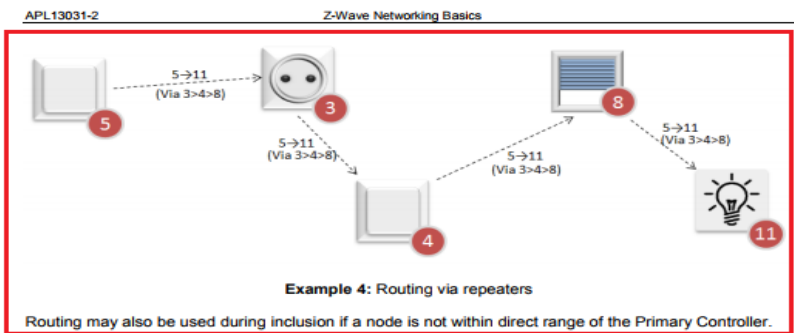 APL13031-2 Z-Wave Networking Basics
5→11
(Via 3>4>8)
5
3
5→11
(Via 3>4>8)
4
5→11
(Via 3>4>8)
8
5→11
(Via 3>4>8)
11
Example 4: Routing via repeaters
Routing may also be used during inclusion if a node is not within direct range of the Primary Controller.